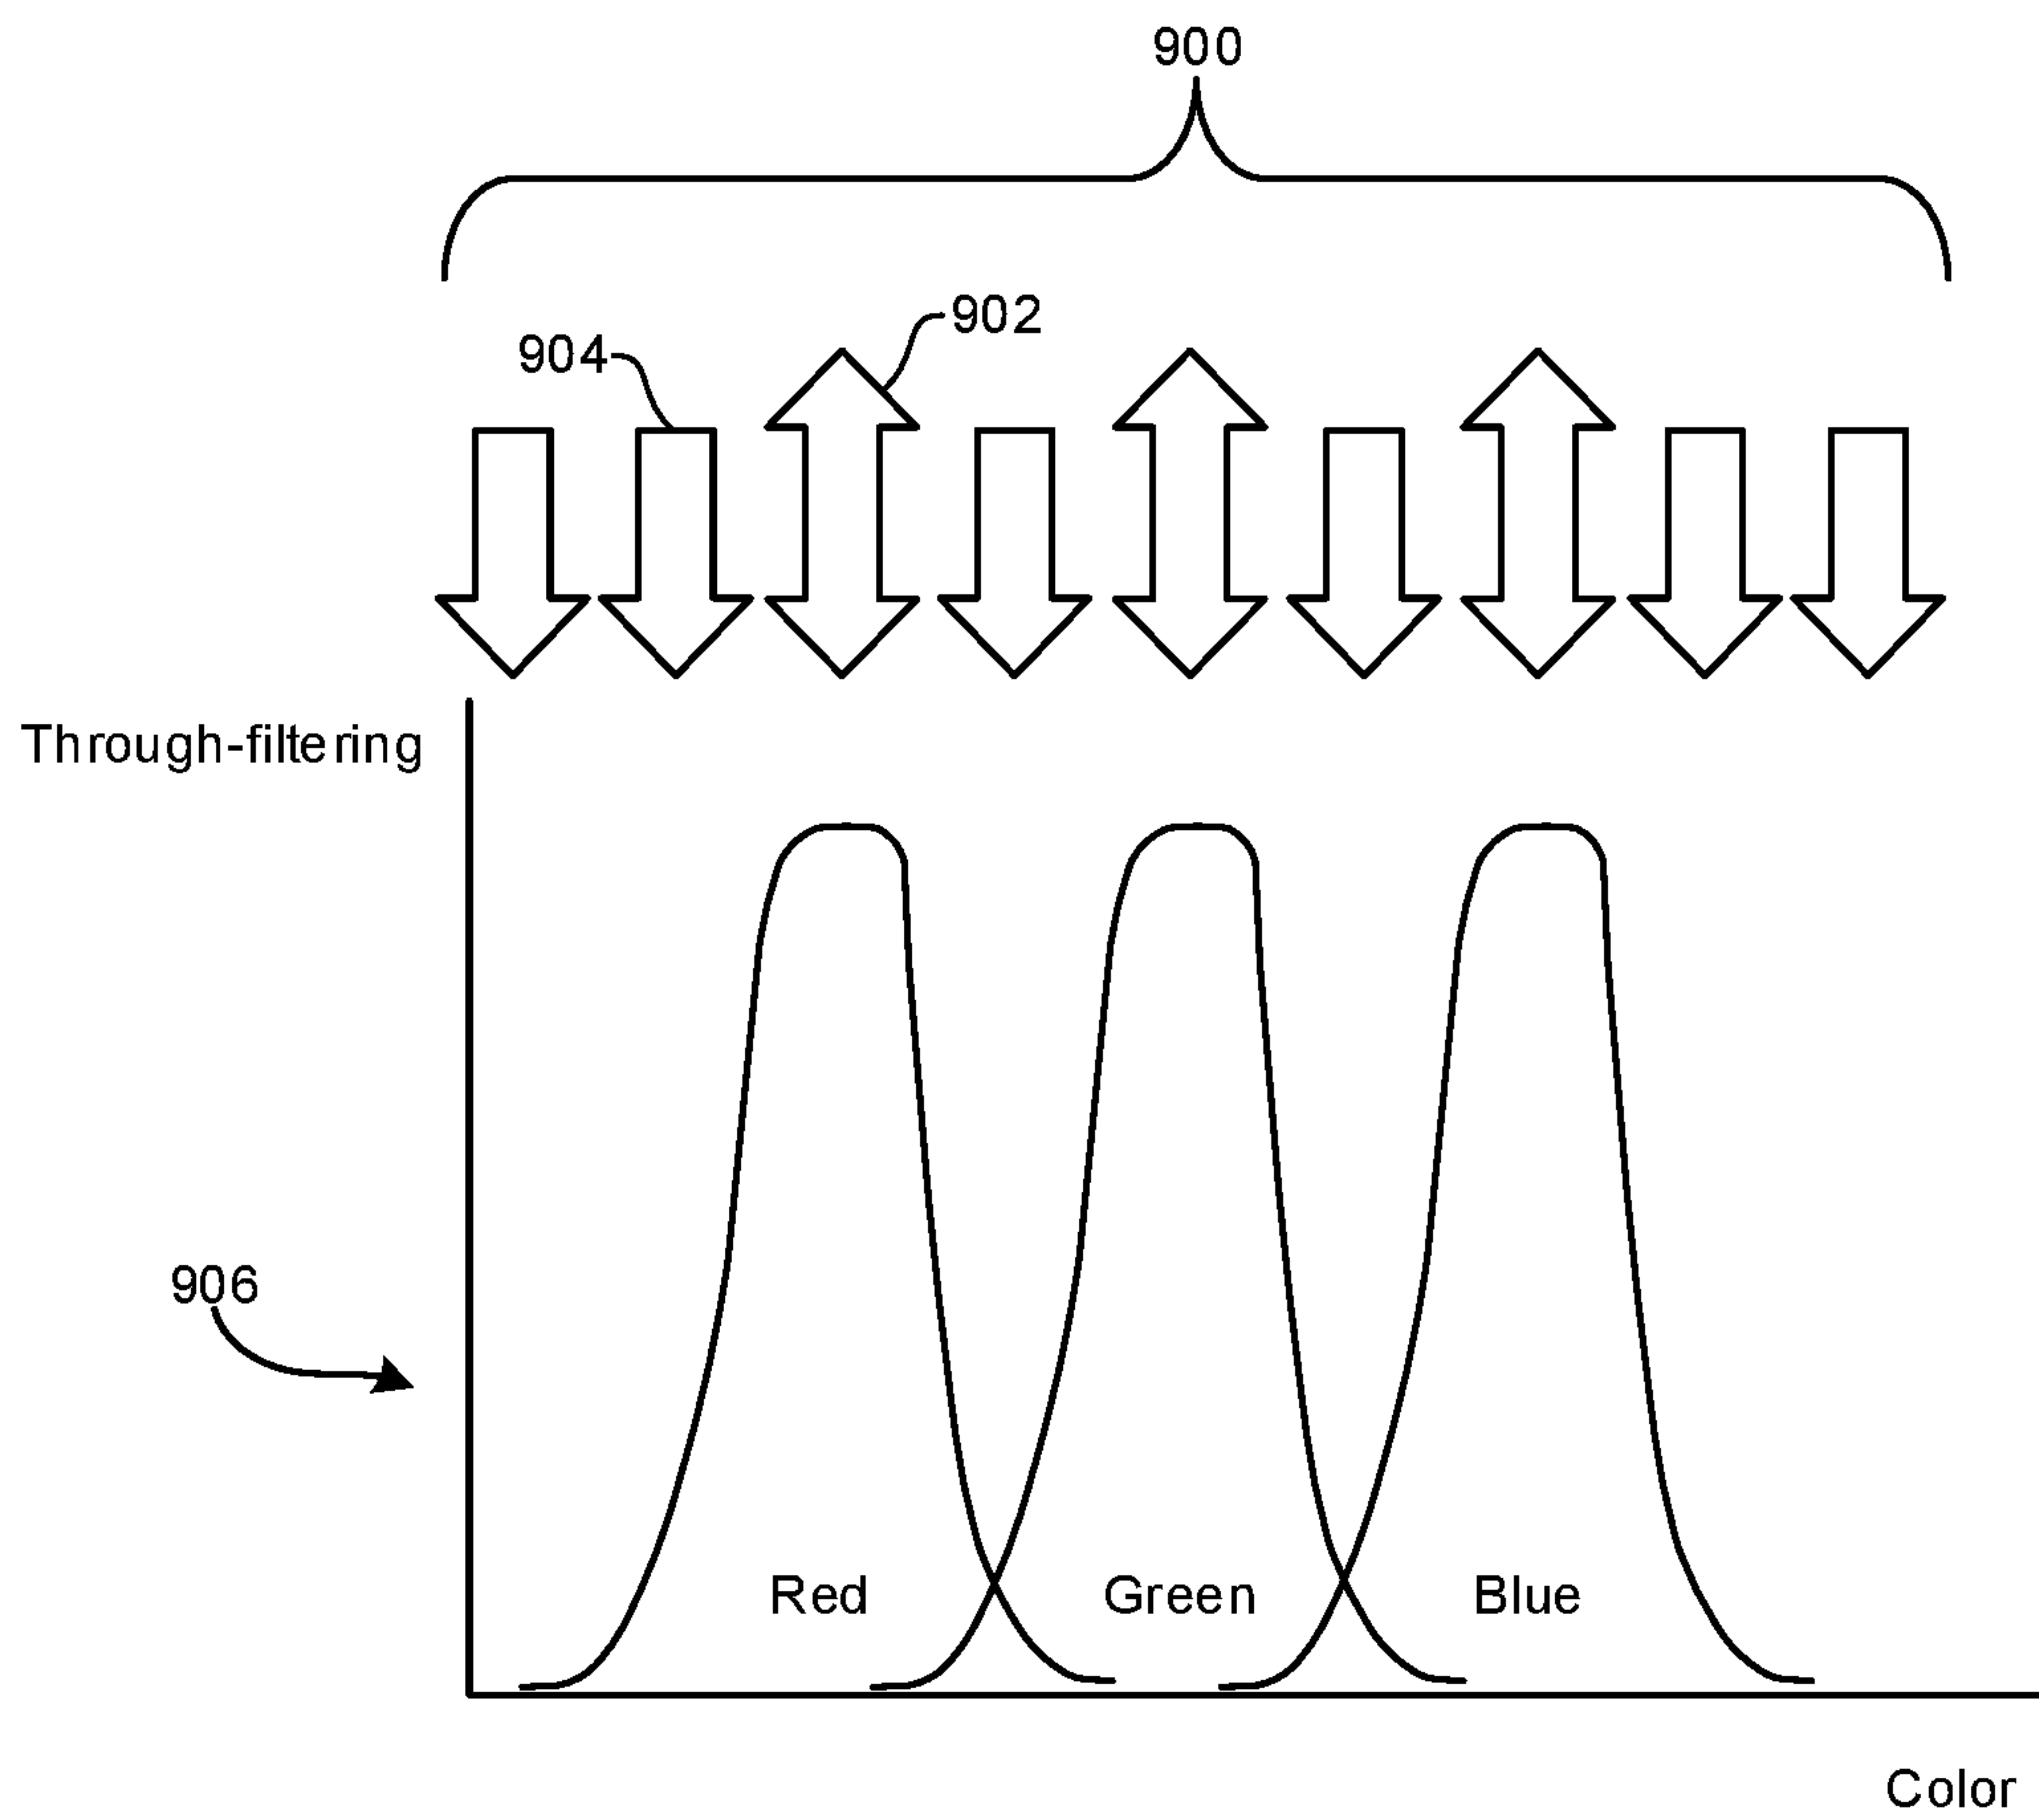 900
902
904
Through-filtering
906
Red
Green
Blue
Color